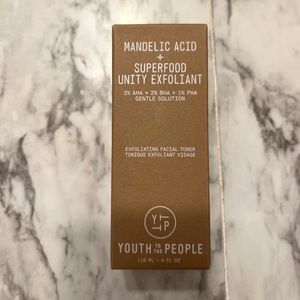 MANDELIC ACID
+
SUPERFOOD
UNITY EXFOLIANT
3% AHA + 2% BHA + 1% PHA
GENTLE SOLUTION
EXFOLIATING FACIAL TONER
TONIQUE EXFOLIANT VISAGE
Y T
T P
YOUTH TO THE PEOPLE
118 ML - 4 FL OZ